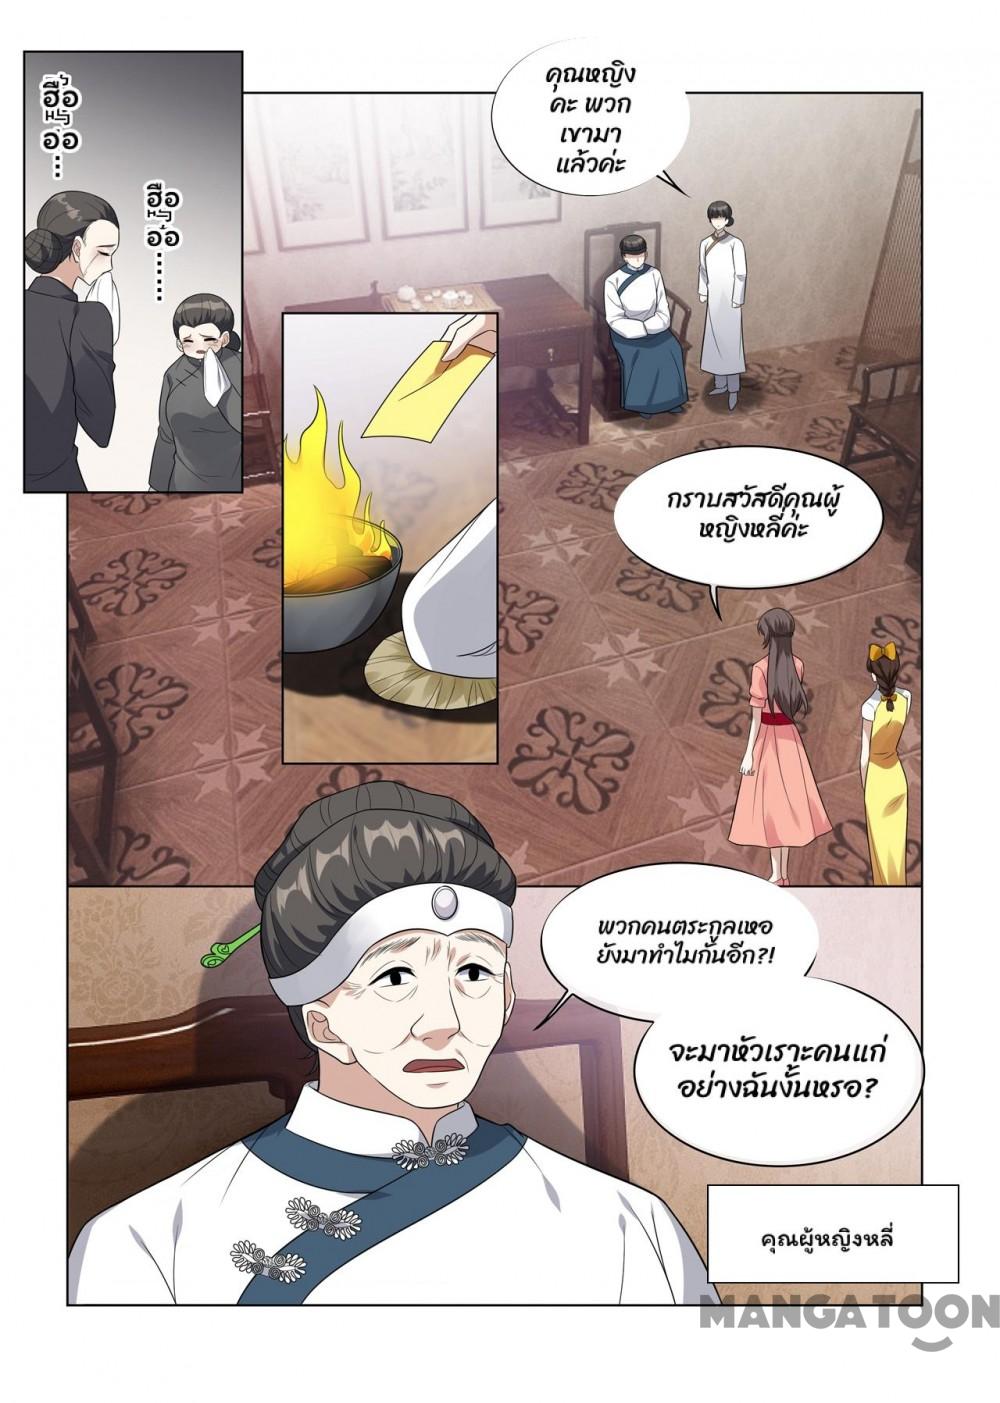 ฮือ
ฮือ
......
ฮือ
ฮือ
.......
คุณหญิง
คะ พวก
เขามา
แล้วค่ะ
กราบสวัสดีคุณผู้
หญิงหลี่ค่ะ
พวกคนตระกูลเหอ
ยังมาทำไมกันอีก?!
จะมาหัวเราะคนแก่
อย่างฉันงั้นหรอ?
คุณผู้หญิงหลี่
MANGATOON